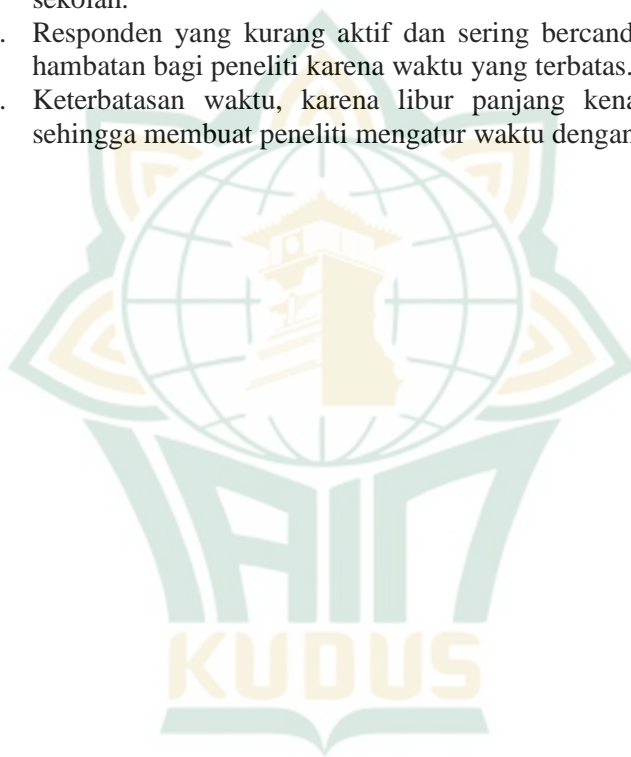 sekolah.
. Responden yang kurang aktif dan sering bercand
hambatan bagi peneliti karena waktu yang terbatas.
. Keterbatasan waktu, karena libur panjang kena
sehingga membuat peneliti mengatur waktu dengan
IAIN
KUDUS